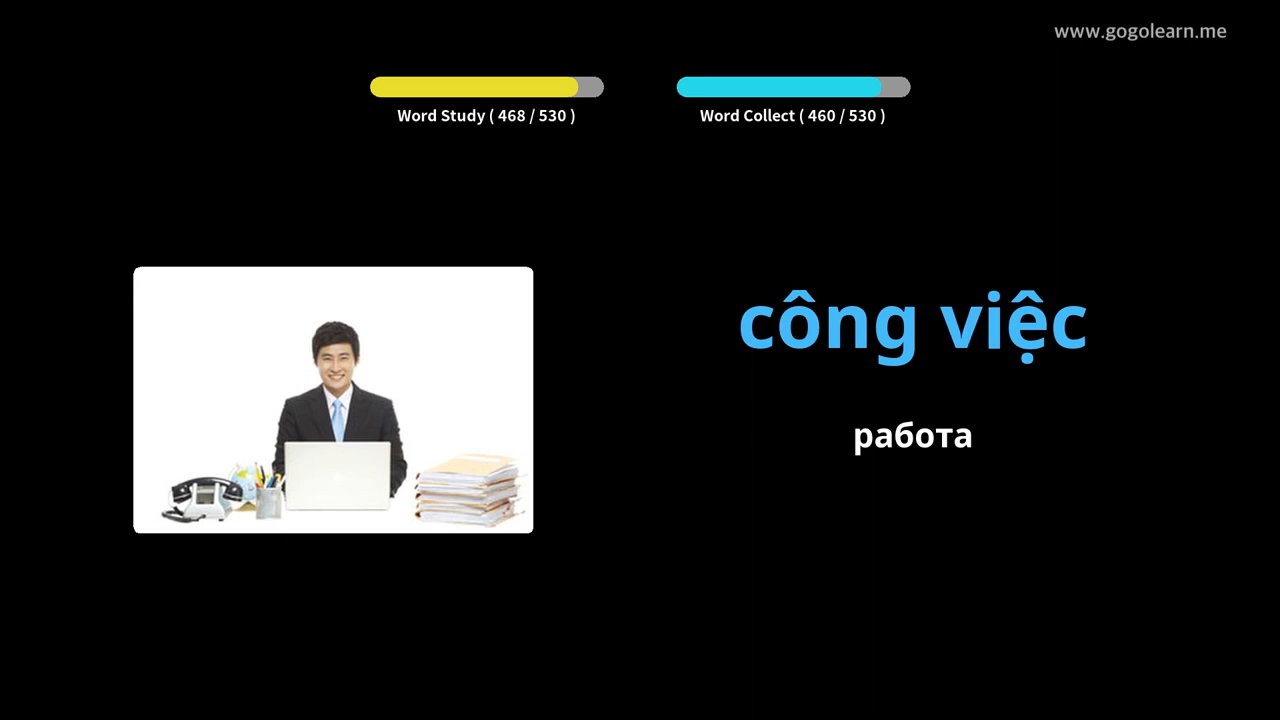 www.gogolearn.me
Word Study ( 468 / 530 )
Word Collect ( 460 / 530 )
công việc
работа